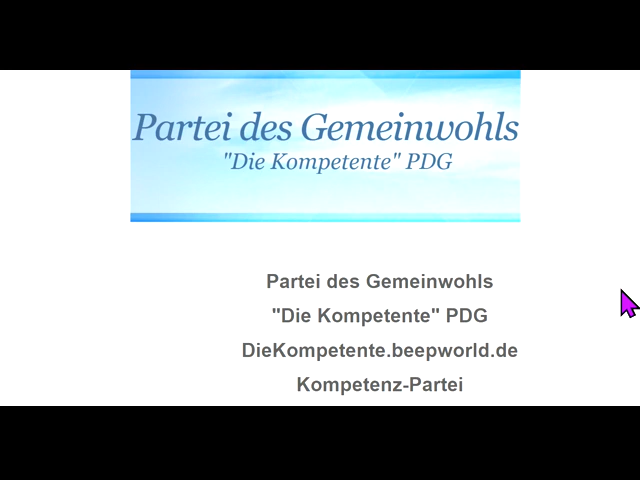 Partei des Gemeinwohls
"Die Kompetente" PDG
Partei des Gemeinwohls
"Die Kompetente" PDG
DieKompetente.beepworld.de
Kompetenz-Partei